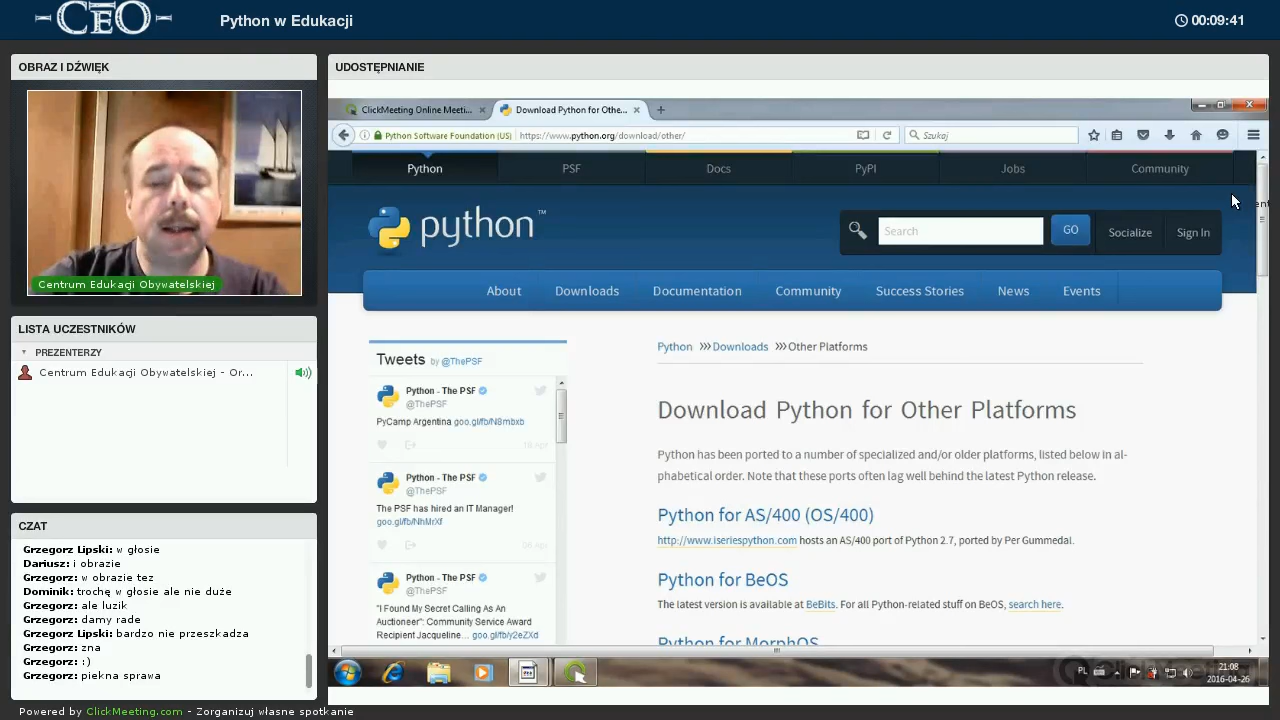 CEO
Python w Edukacji
00:09:41
OBRAZ I DŹWIĘK
Centrum Edukacji Obywatelskiej
LISTA UCZESTNIKÓW
PREZENTERZY
Centrum Edukacji Obywatelskiej - Or...
CZAT
Grzegorz Lipski: w głosie
Dariusz: i obrazie
Grzegorz: w obrazie tez
Dominik: trochę w głosie ale nie duże
Grzegorz: ale luzik
Grzegorz: damy rade
Grzegorz Lipski: bardzo nie przeszkadza
Grzegorz: zna
Grzegorz: :)
Grzegorz: piekna sprawa
Powered by ClickMeeting.com - Zorganizuj własne spotkanie
UDOSTĘPNIANIE
ClickMeeting Online Meeti...
Download Python for Othe...
Python Software Foundation (US)
https://www.python.org/download/other/
Szukaj
Python
PSF
Docs
PyPI
Jobs
Community
python™
Search
GO
Socialize
Sign In
About
Downloads
Documentation
Community
Success Stories
News
Events
Tweets by @ThePSF
Python - The PSF
@ThePSF
PyCamp Argentina goo.gl/fb/N8mbxb
Python - The PSF
@ThePSF
The PSF has hired an IT Manager!
goo.gl/fb/NhMrXf
Python - The PSF
@ThePSF
"I Found My Secret Calling As An
Auctioneer": Community Service Award
Recipient Jacqueline... goo.gl/fb/y2eZXd
Python >>> Downloads >>> Other Platforms
Download Python for Other Platforms
Python has been ported to a number of specialized and/or older platforms, listed below in al-
phabetical order. Note that these ports often lag well behind the latest Python release.
Python for AS/400 (OS/400)
http://www.iseriespython.com hosts an AS/400 port of Python 2.7, ported by Per Gummedal.
Python for BeOS
The latest version is available at BeBits. For all Python-related stuff on BeOS, search here.
Python for MorphOS
PL
21:08
2016-04-26